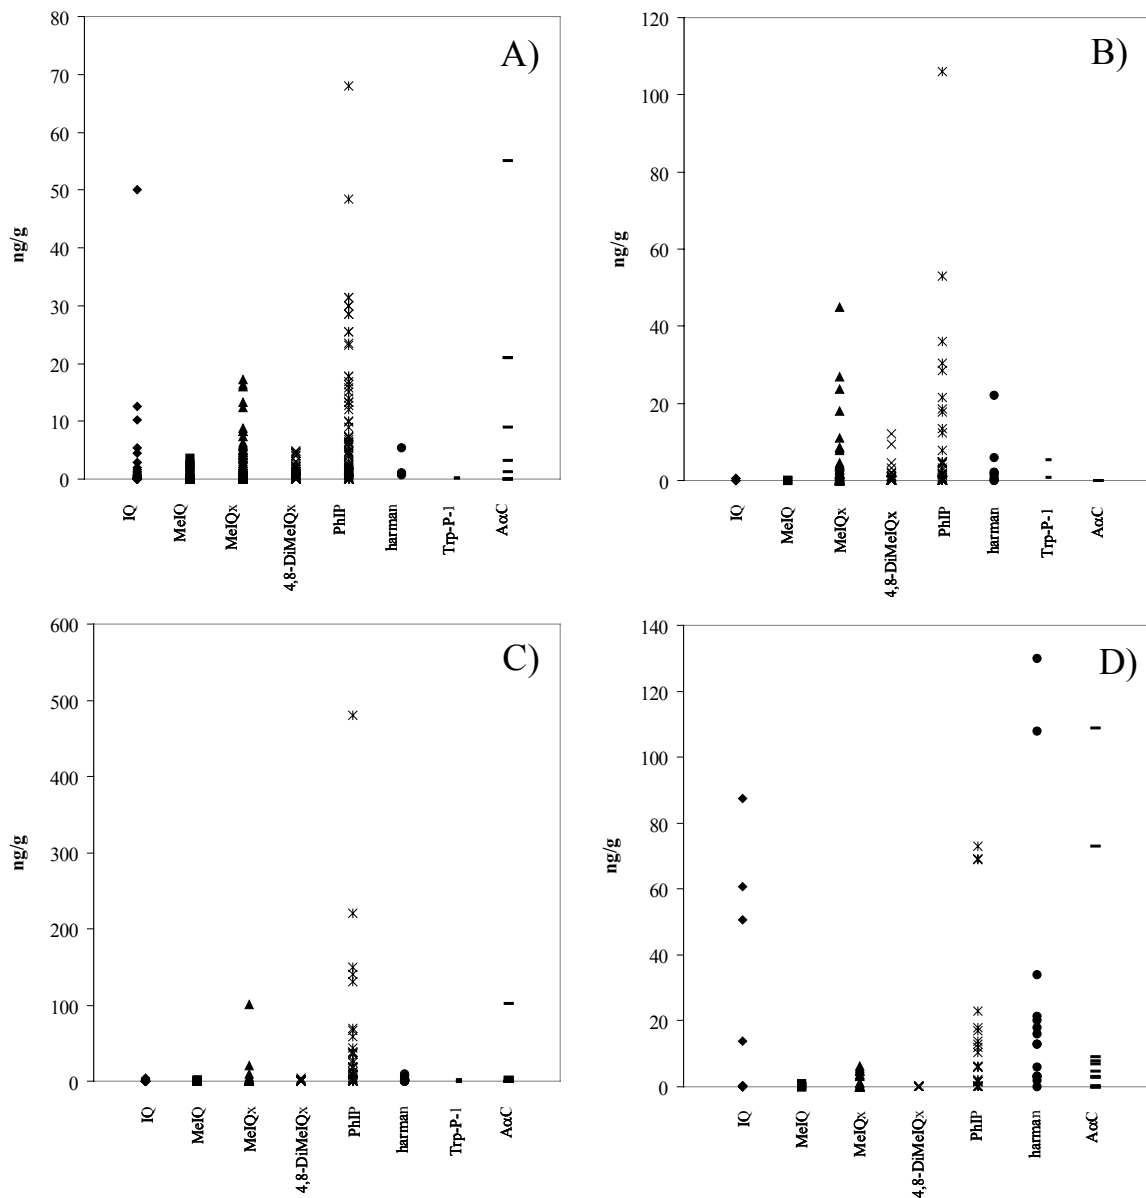 A)
80
70
60
50
40
30
20
10
0
ng/g
IQ
MeIQ
MeIQx
4,8-DiMeIQx
PhIP
harman
Trp-P-1
AαC
B)
120
100
80
60
40
20
0
ng/g
IQ
MeIQ
MeIQx
4,8-DiMeIQx
PhIP
harman
Trp-P-1
AαC
C)
600
500
400
300
200
100
0
ng/g
IQ
MeIQ
MeIQx
4,8-DiMeIQx
PhIP
harman
Trp-P-1
AαC
D)
140
120
100
80
60
40
20
0
ng/g
IQ
MeIQ
MeIQx
4,8-DiMeIQx
PhIP
harman
AαC